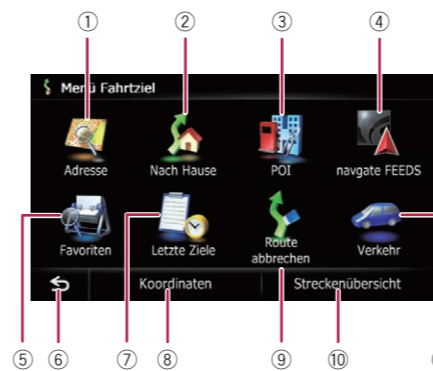 ① ② ③ ④
Menü Fahrtziel
Adresse Nach Hause POI navgate FEEDS
Favoriten Letzte Ziele Route abbrechen Verkehr
Koordinaten Streckenübersicht
⑤ ⑥ ⑦ ⑧ ⑨ ⑩